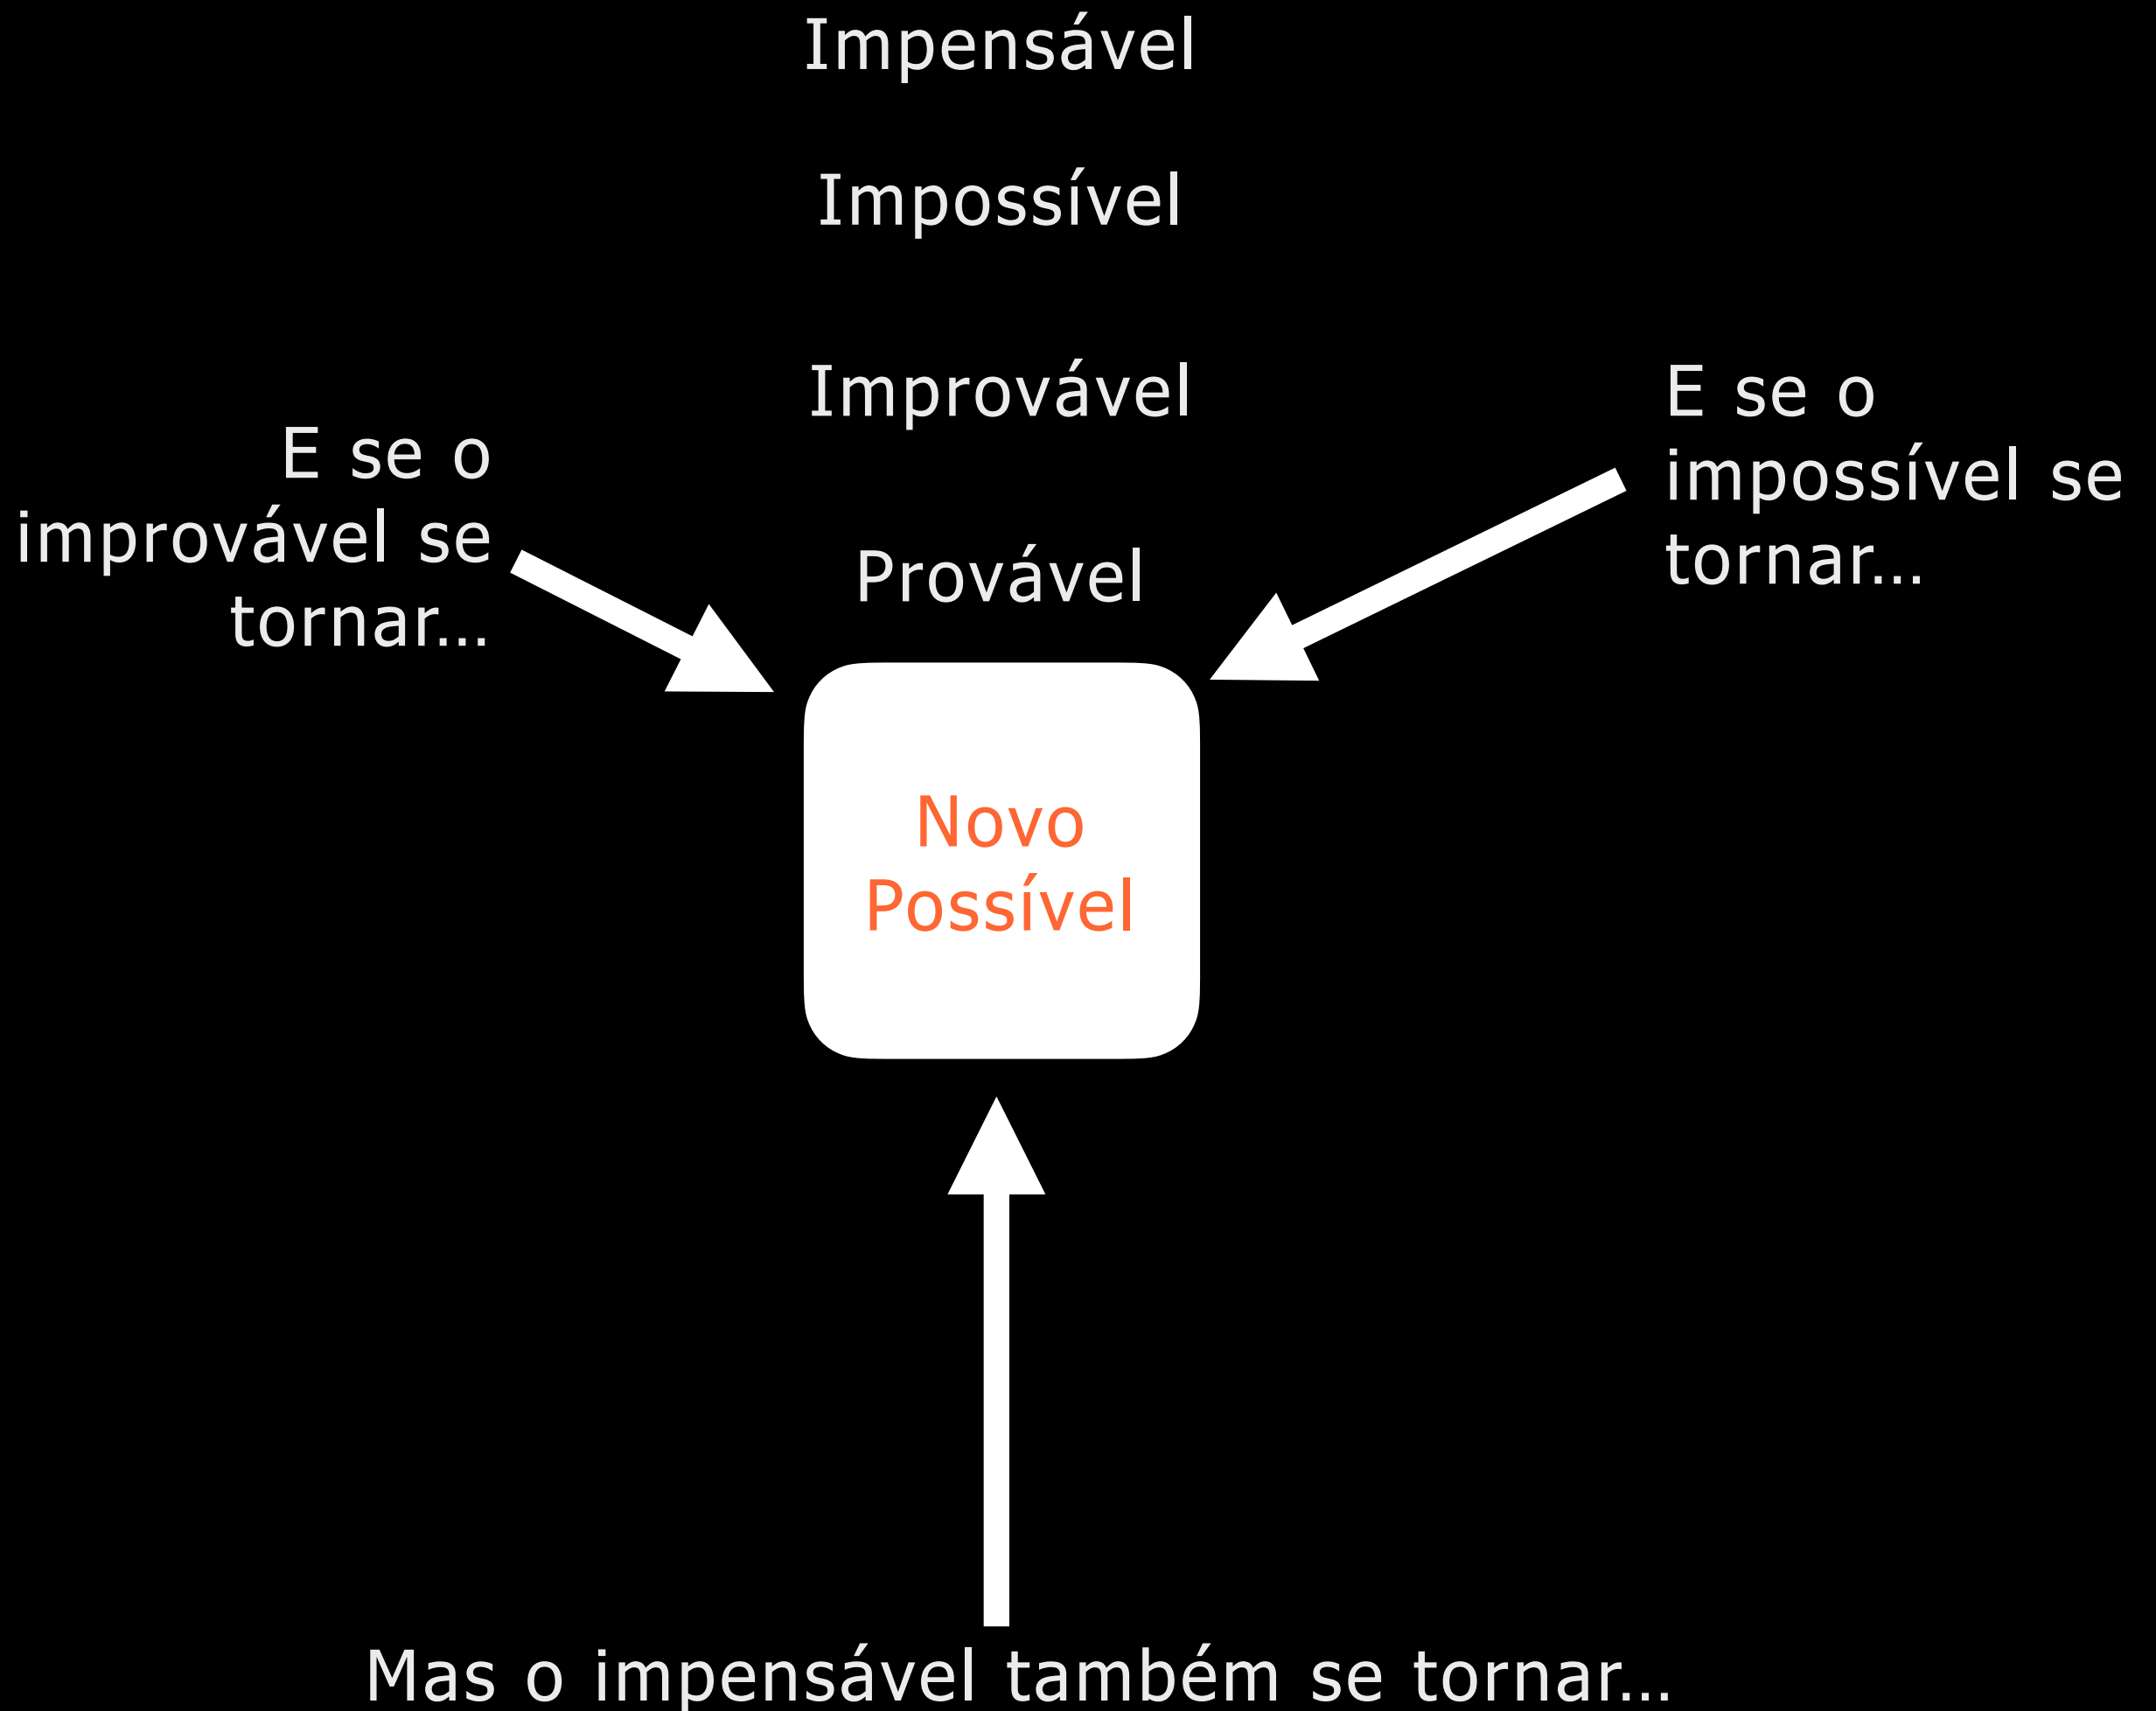 Impensável
Impossível
Improvável
Provável
E se o
improvável se
tornar...
E se o
impossível se
tornar...
Novo
Possível
Mas o impensável também se tornar...